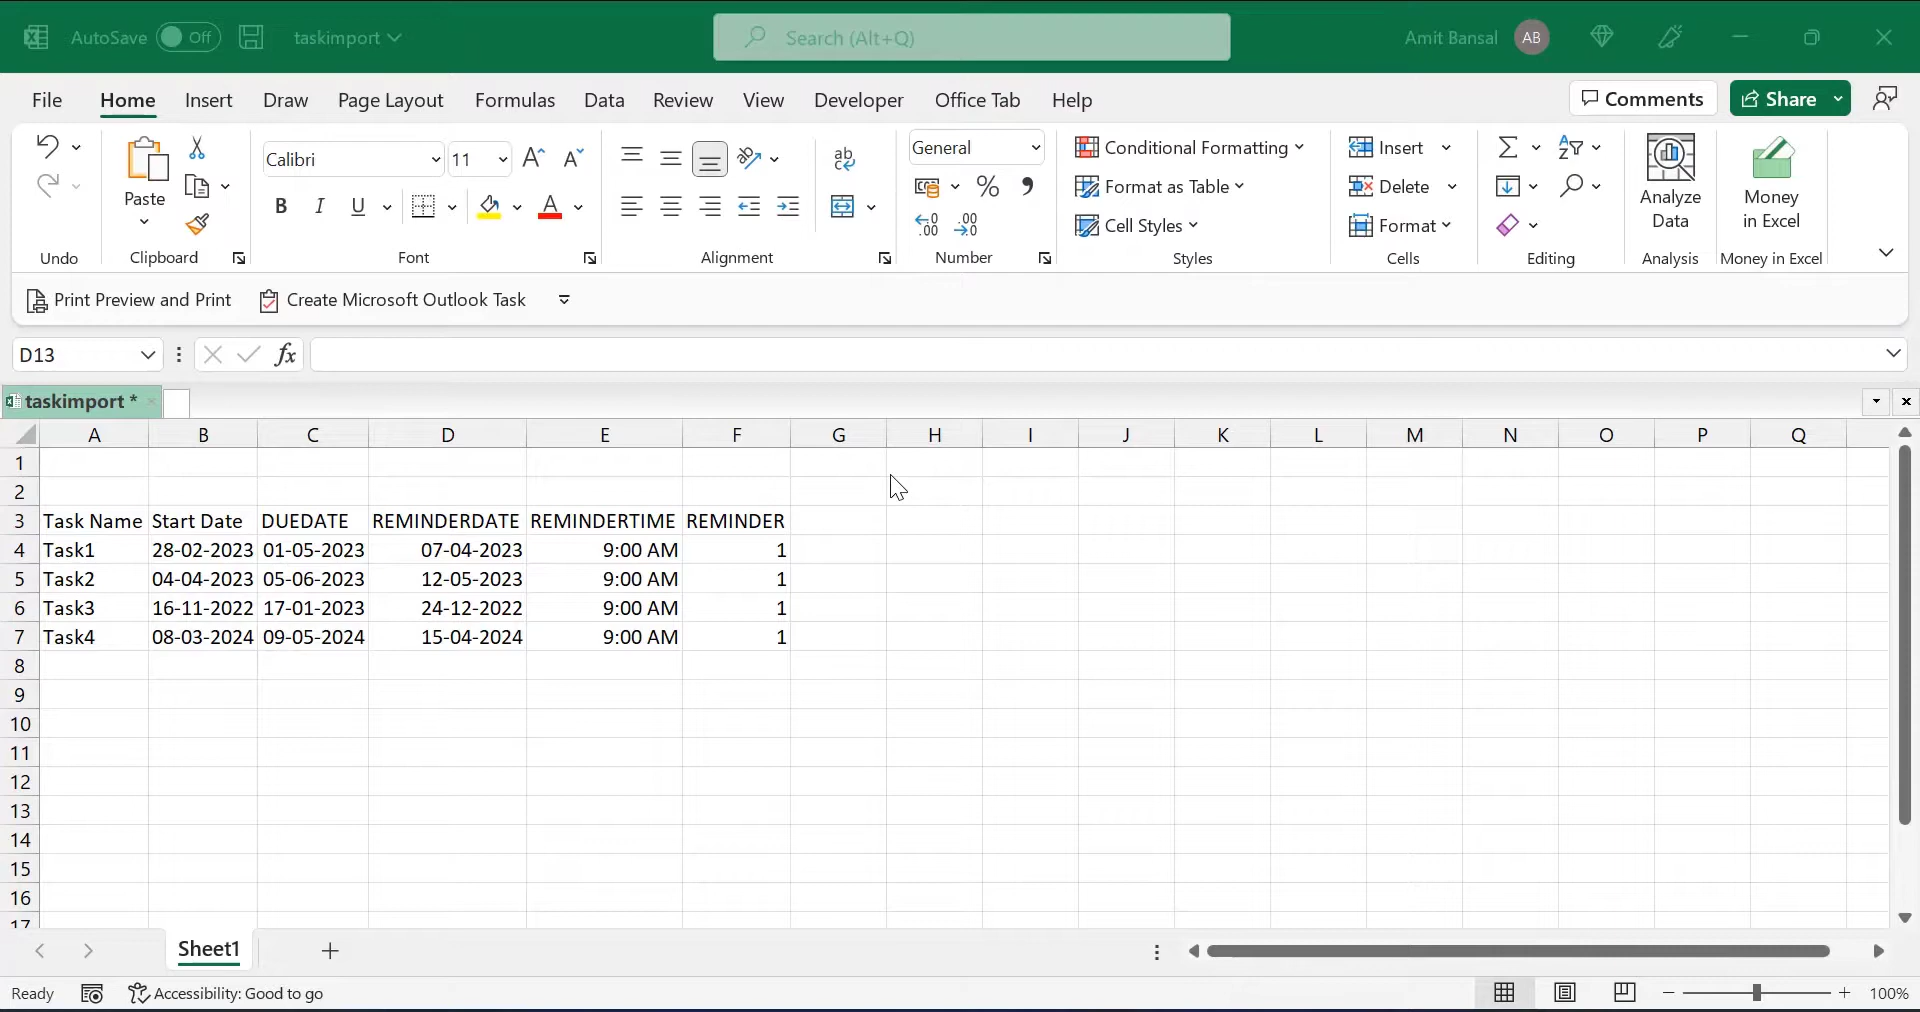 AutoSave Off taskimport Search (Alt+Q) Amit Bansal AB
File Home Insert Draw Page Layout Formulas Data Review View Developer Office Tab Help Comments Share
Calibri 11 General Conditional Formatting Insert
Paste B I U A % , Format as Table Delete Analyze Data Money in Excel
Cell Styles Format
Undo Clipboard Font Alignment Number Styles Cells Editing Analysis Money in Excel
Print Preview and Print Create Microsoft Outlook Task
D13 fx
taskimport *
A B C D E F G H I J K L M N O P Q
1
2
3 Task Name Start Date DUEDATE REMINDERDATE REMINDERTIME REMINDER
4 Task1 28-02-2023 01-05-2023 07-04-2023 9:00 AM 1
5 Task2 04-04-2023 05-06-2023 12-05-2023 9:00 AM 1
6 Task3 16-11-2022 17-01-2023 24-12-2022 9:00 AM 1
7 Task4 08-03-2024 09-05-2024 15-04-2024 9:00 AM 1
8
9
10
11
12
13
14
15
16
17
Sheet1
Ready Accessibility: Good to go 100%